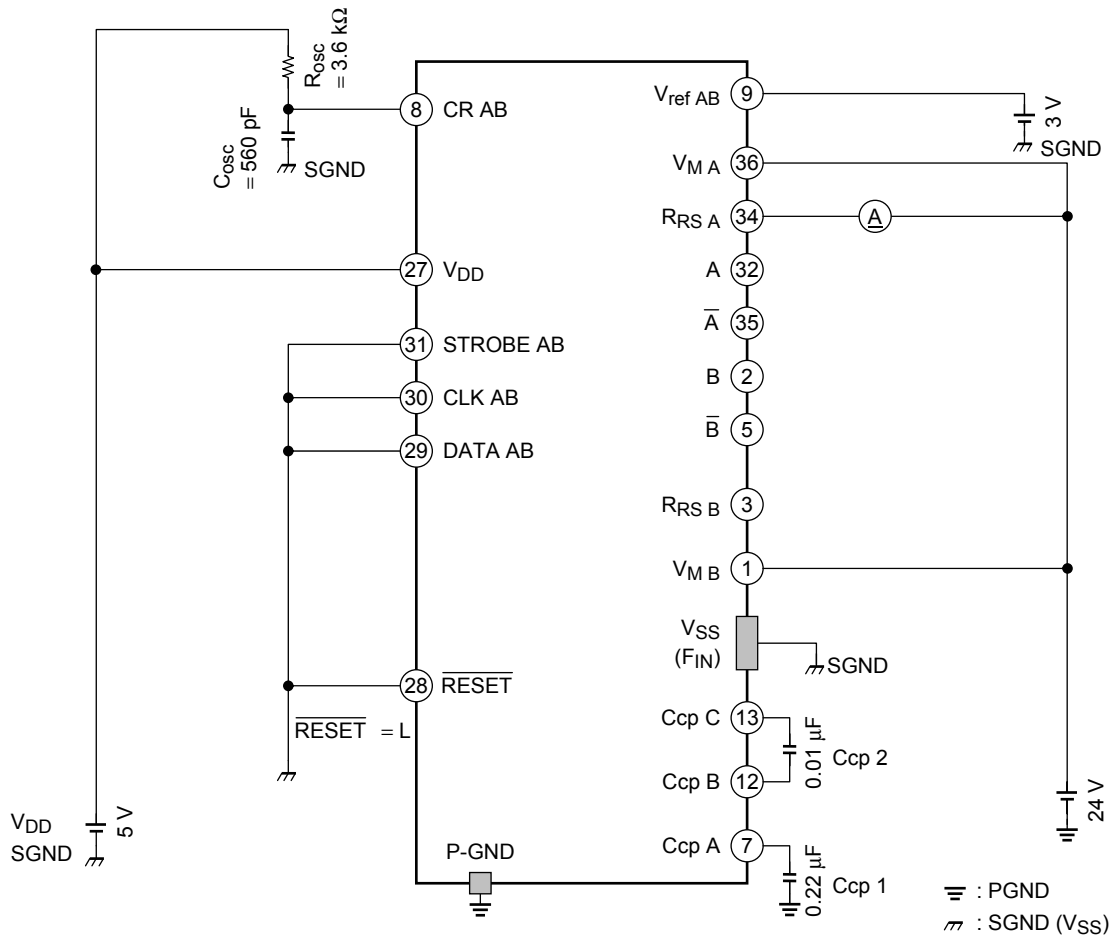 Rosc
= 3.6 kΩ
Cosc
= 560 pF
SGND
8
CR AB
27
VDD
31
STROBE AB
30
CLK AB
29
DATA AB
28
RESET
RESET = L
VDD
SGND
5 V
P-GND
Vref AB
9
3 V
SGND
VM A
36
RRS A
34
A
A
32
A
35
B
2
B
5
RRS B
3
VM B
1
VSS
(FIN)
SGND
Ccp C
13
0.01 μF
Ccp 2
Ccp B
12
Ccp A
7
0.22 μF
Ccp 1
24 V
: PGND
: SGND (VSS)